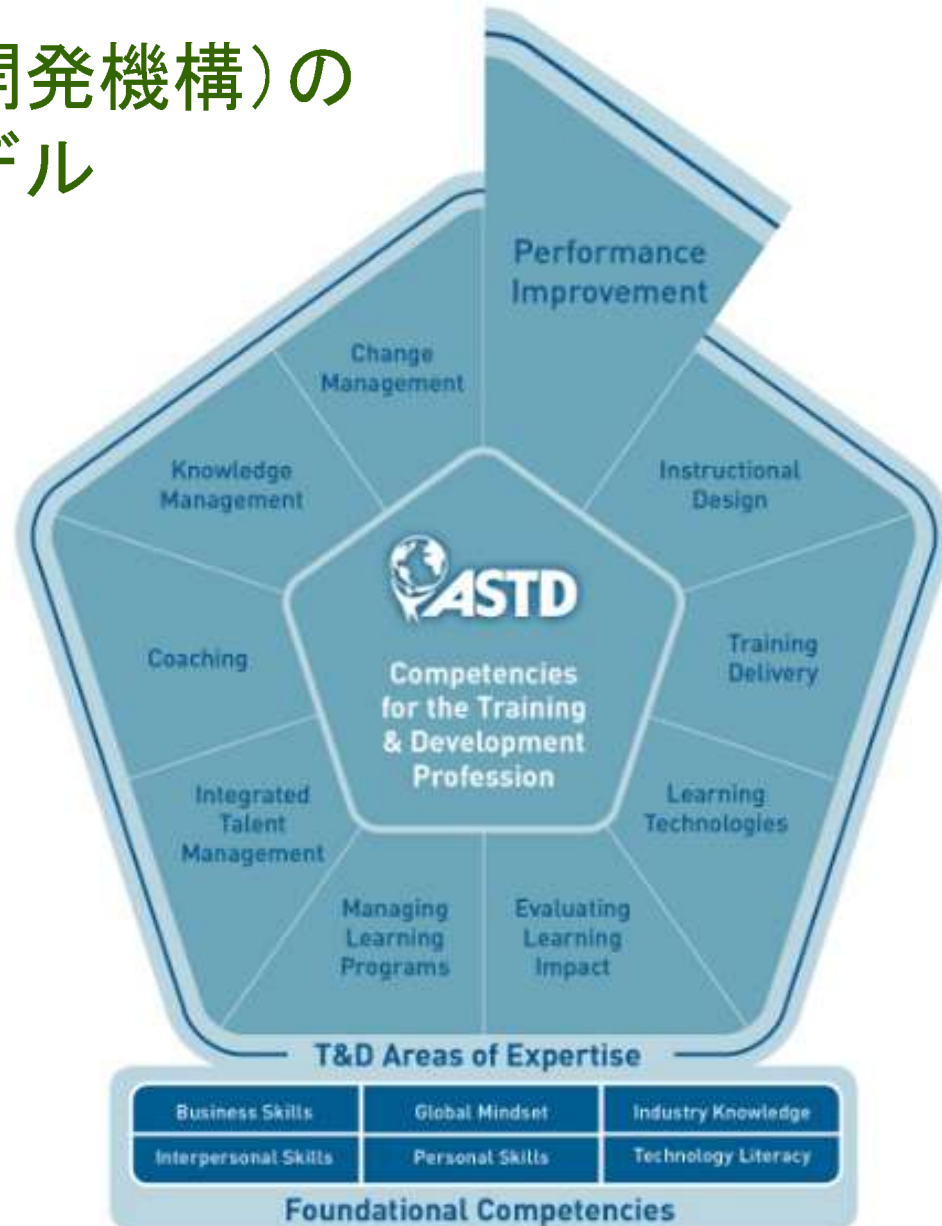 開発機構）の
デル
Performance
Improvement
Change
Management
Knowledge
Management
Instructional
Design
ASTD
Competencies
for the Training
& Development
Profession
Coaching
Training
Delivery
Integrated
Talent
Management
Learning
Technologies
Managing
Learning
Programs
Evaluating
Learning
Impact
T&D Areas of Expertise
Business Skills Global Mindset Industry Knowledge
Interpersonal Skills Personal Skills Technology Literacy
Foundational Competencies